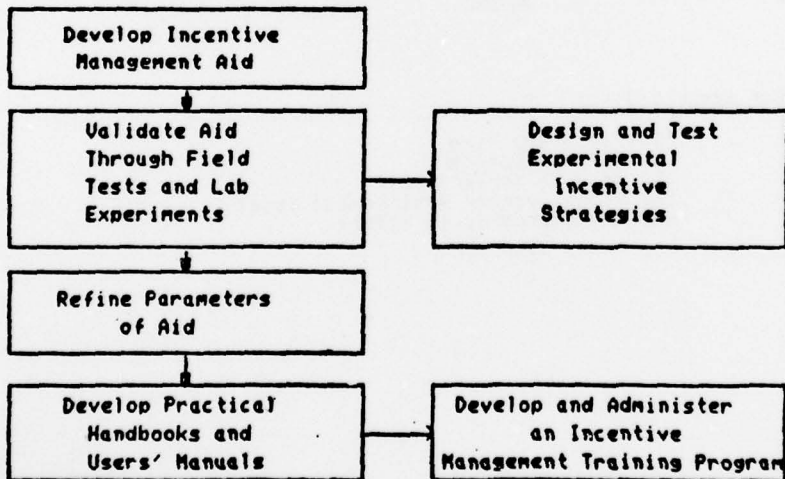 Develop Incentive
Management Aid
Validate Aid
Through Field
Tests and Lab
Experiments
Design and Test
Experimental
Incentive
Strategies
Refine Parameters
of Aid
Develop Practical
Handbooks and
Users' Manuals
Develop and Administer
an Incentive
Management Training Program